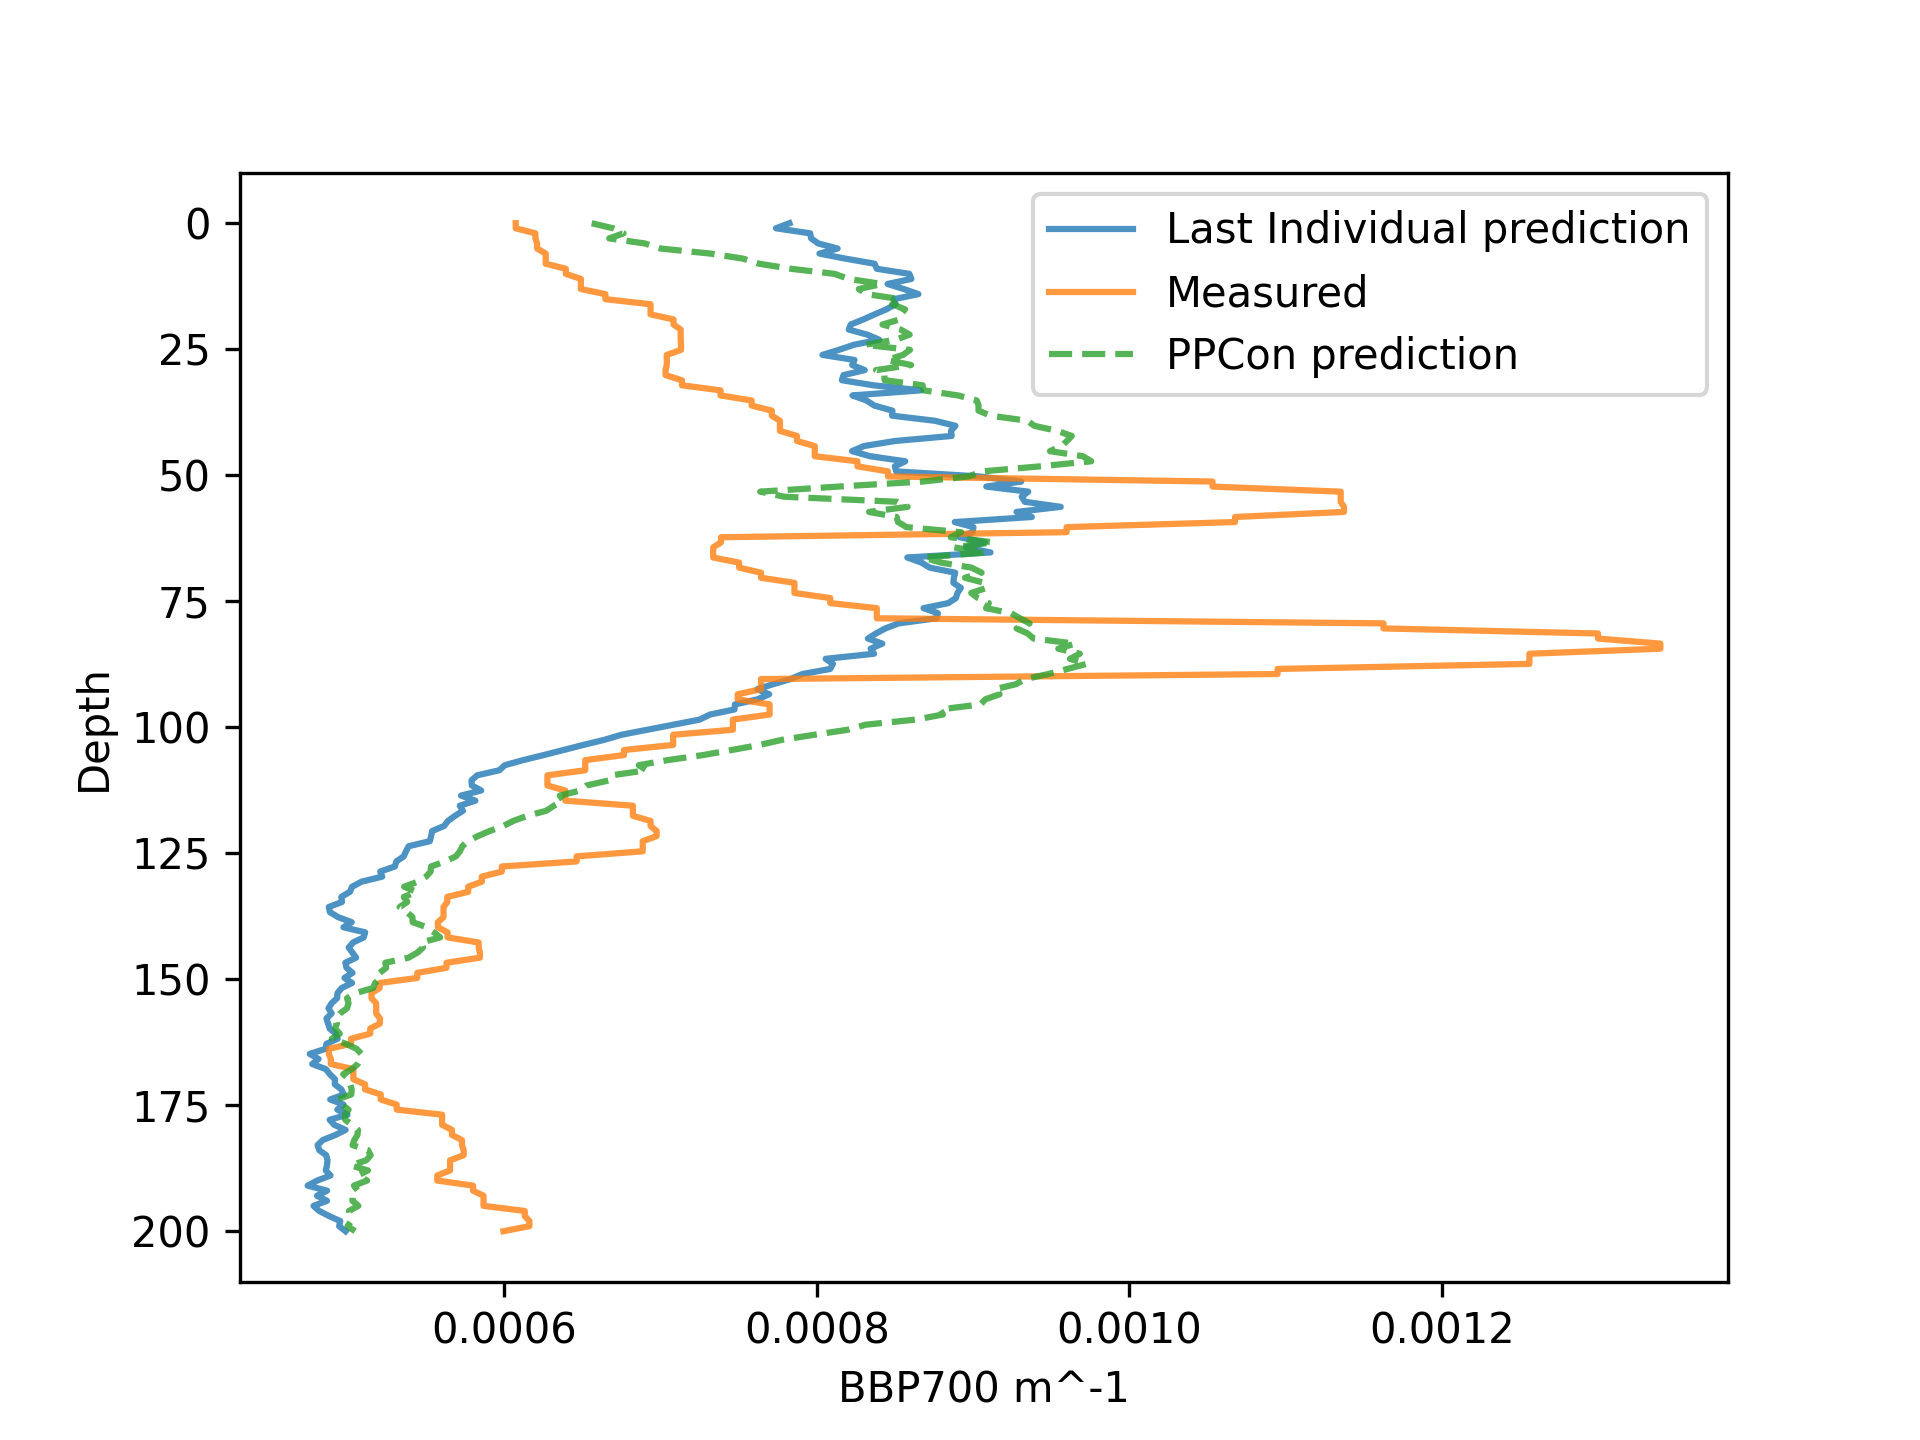 Last Individual prediction
Measured
PPCon prediction
0
25
50
75
100
125
150
175
200
Depth
0.0006 0.0008 0.0010 0.0012
BBP700 m^-1